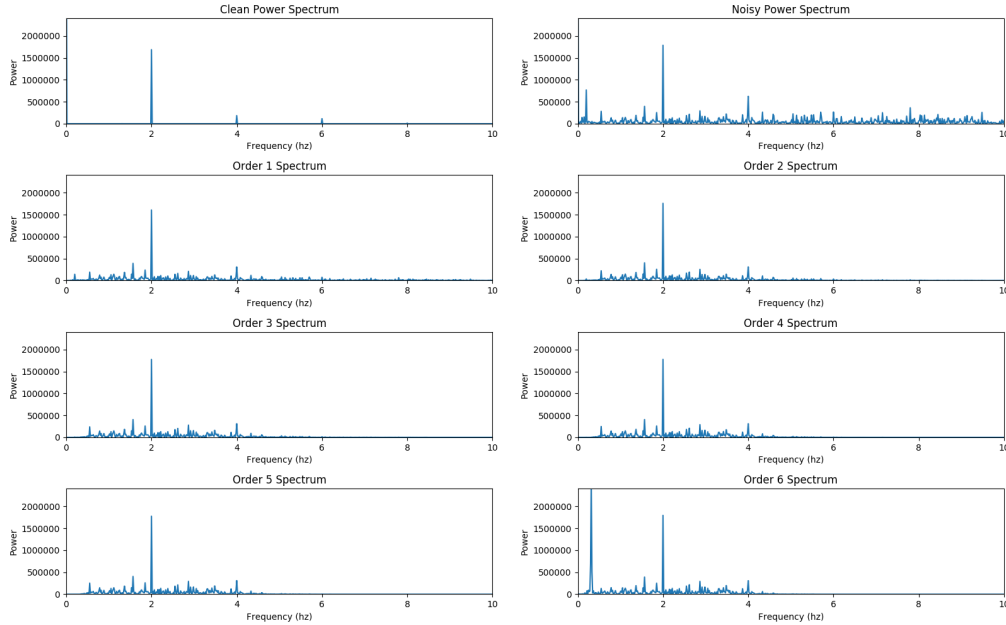 Clean Power Spectrum
Power
2000000
1500000
1000000
500000
0
0 2 4 6 8 10
Frequency (hz)
Noisy Power Spectrum
Power
2000000
1500000
1000000
500000
0
0 2 4 6 8 10
Frequency (hz)
Order 1 Spectrum
Power
2000000
1500000
1000000
500000
0
0 2 4 6 8 10
Frequency (hz)
Order 2 Spectrum
Power
2000000
1500000
1000000
500000
0
0 2 4 6 8 10
Frequency (hz)
Order 3 Spectrum
Power
2000000
1500000
1000000
500000
0
0 2 4 6 8 10
Frequency (hz)
Order 4 Spectrum
Power
2000000
1500000
1000000
500000
0
0 2 4 6 8 10
Frequency (hz)
Order 5 Spectrum
Power
2000000
1500000
1000000
500000
0
0 2 4 6 8 10
Frequency (hz)
Order 6 Spectrum
Power
2000000
1500000
1000000
500000
0
0 2 4 6 8 10
Frequency (hz)